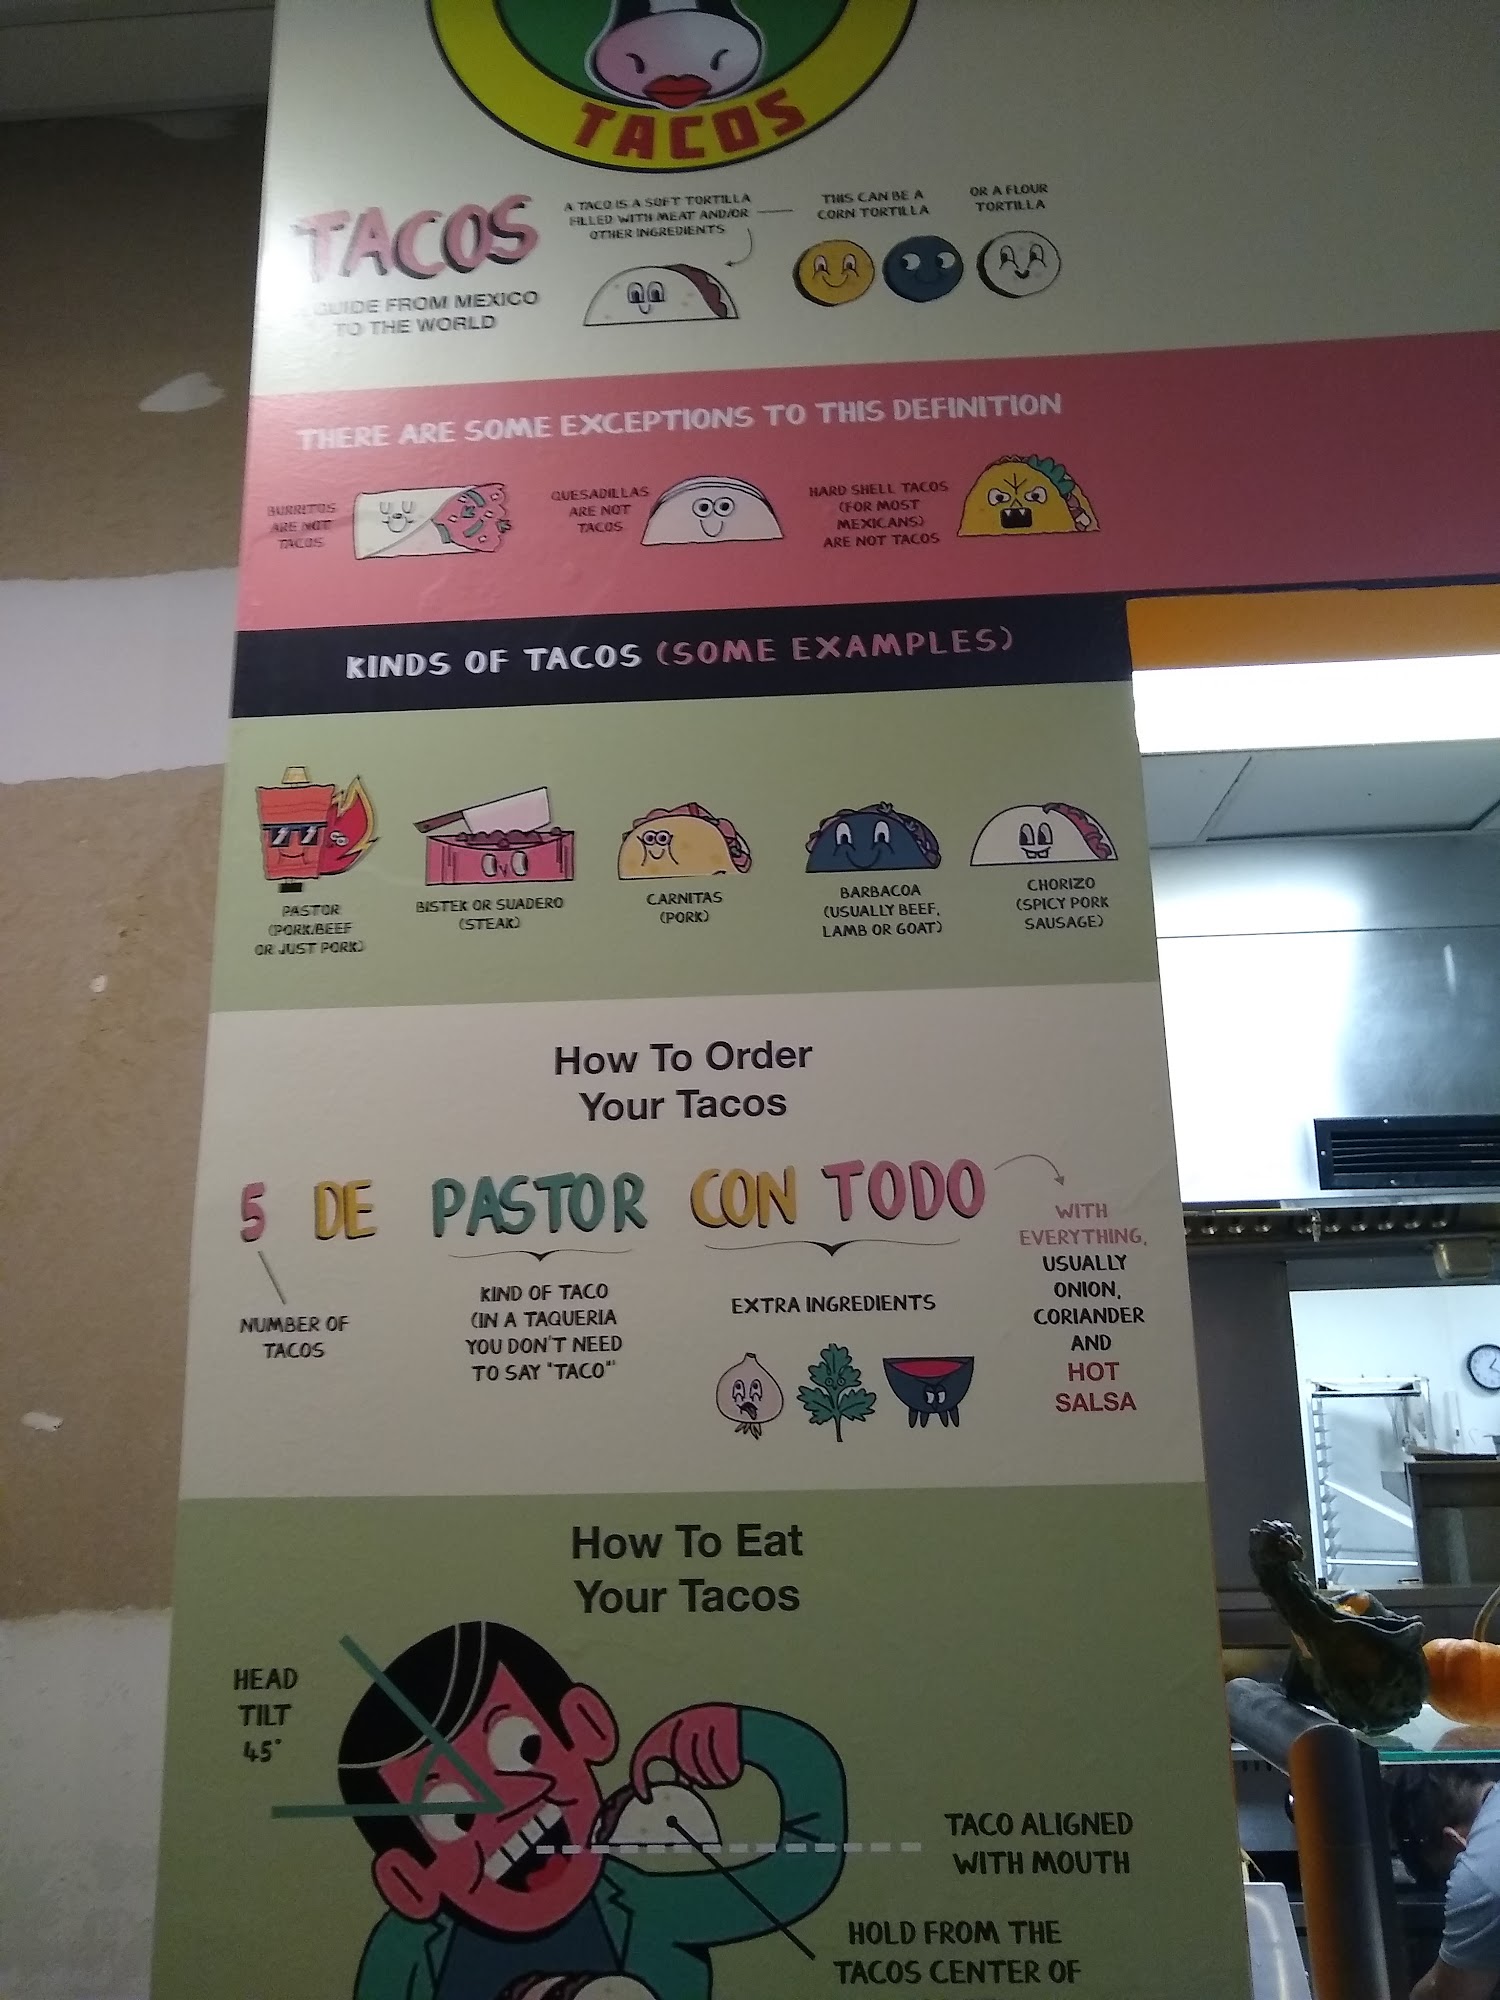 TACOS
TACOS
GUIDE FROM MEXICO
TO THE WORLD
A TACO IS A SOFT TORTILLA
FILLED WITH MEAT AND/OR
OTHER INGREDIENTS
THIS CAN BE A
CORN TORTILLA
OR A FLOUR
TORTILLA
THERE ARE SOME EXCEPTIONS TO THIS DEFINITION
BURRITOS
ARE NOT
TACOS
QUESADILLAS
ARE NOT
TACOS
HARD SHELL TACOS
(FOR MOST
MEXICANS)
ARE NOT TACOS
KINDS OF TACOS (SOME EXAMPLES)
PASTOR
(PORK,BEEF
OR JUST PORK)
BISTEK OR SUADERO
(STEAK)
CARNITAS
(PORK)
BARBACOA
(USUALLY BEEF,
LAMB OR GOAT)
CHORIZO
(SPICY PORK
SAUSAGE)
How To Order
Your Tacos
5 DE PASTOR CON TODO
NUMBER OF
TACOS
KIND OF TACO
(IN A TAQUERIA
YOU DON'T NEED
TO SAY "TACO"
EXTRA INGREDIENTS
WITH
EVERYTHING,
USUALLY
ONION,
CORIANDER
AND
HOT
SALSA
How To Eat
Your Tacos
HEAD
TILT
45°
TACO ALIGNED
WITH MOUTH
HOLD FROM THE
TACOS CENTER OF